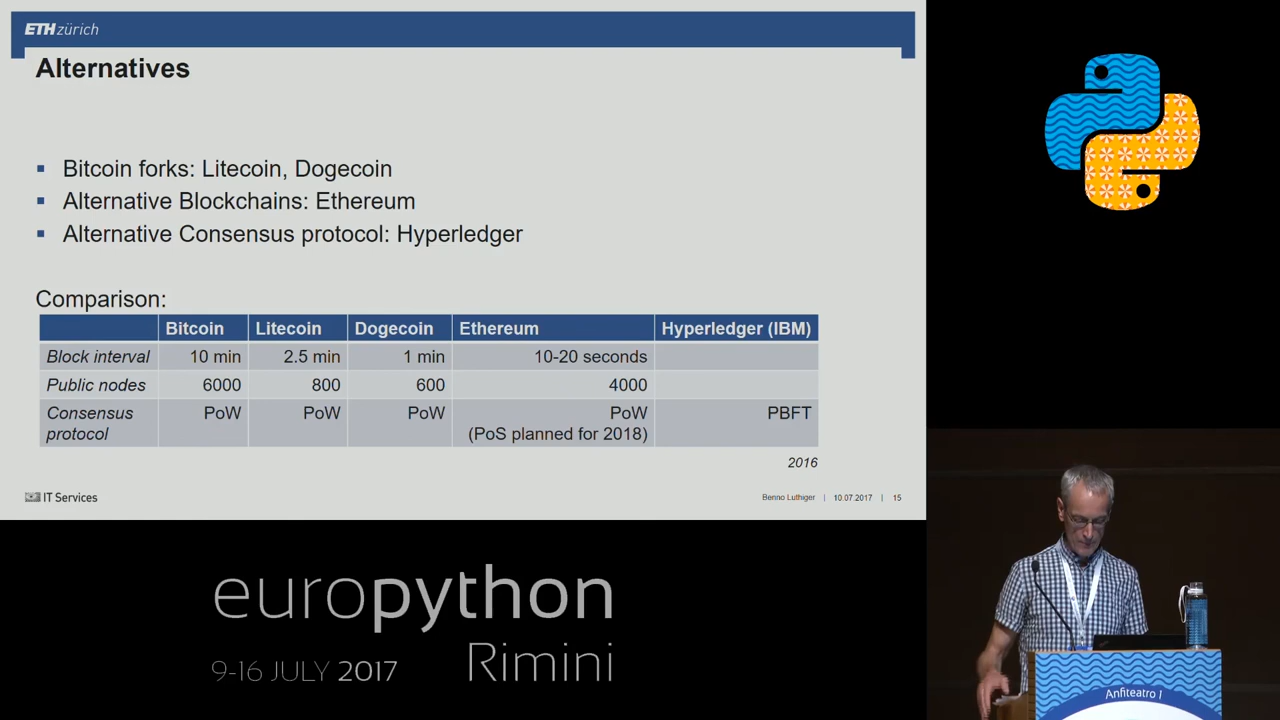 ETH zürich
Alternatives
▪ Bitcoin forks: Litecoin, Dogecoin
▪ Alternative Blockchains: Ethereum
▪ Alternative Consensus protocol: Hyperledger
Comparison:
Bitcoin Litecoin Dogecoin Ethereum Hyperledger (IBM)
Block interval 10 min 2.5 min 1 min 10-20 seconds
Public nodes 6000 800 600 4000
Consensus protocol PoW PoW PoW PoW (PoS planned for 2018) PBFT
2016
IT Services
Benno Luthiger | 10.07.2017 | 15
europython
9-16 JULY 2017 Rimini
Anfiteatro 1